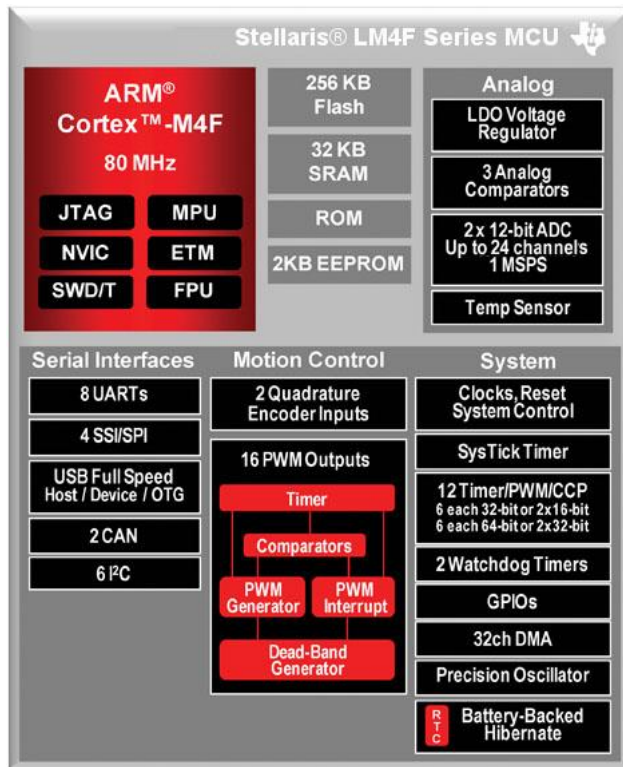 Stellaris® LM4F Series MCU
ARM®
Cortex™-M4F
80 MHz
JTAG
MPU
NVIC
ETM
SWD/T
FPU
256 KB
Flash
32 KB
SRAM
ROM
2KB EEPROM
Analog
LDO Voltage
Regulator
3 Analog
Comparators
2 x 12-bit ADC
Up to 24 channels
1 MSPS
Temp Sensor
Serial Interfaces
8 UARTs
4 SSI/SPI
USB Full Speed
Host / Device / OTG
2 CAN
6 I²C
Motion Control
2 Quadrature
Encoder Inputs
16 PWM Outputs
Timer
Comparators
PWM
Generator
PWM
Interrupt
Dead-Band
Generator
System
Clocks, Reset
System Control
SysTick Timer
12 Timer/PWM/CCP
6 each 32-bit or 2x16-bit
6 each 64-bit or 2x32-bit
2 Watchdog Timers
GPIOs
32ch DMA
Precision Oscillator
RTC
Battery-Backed
Hibernate